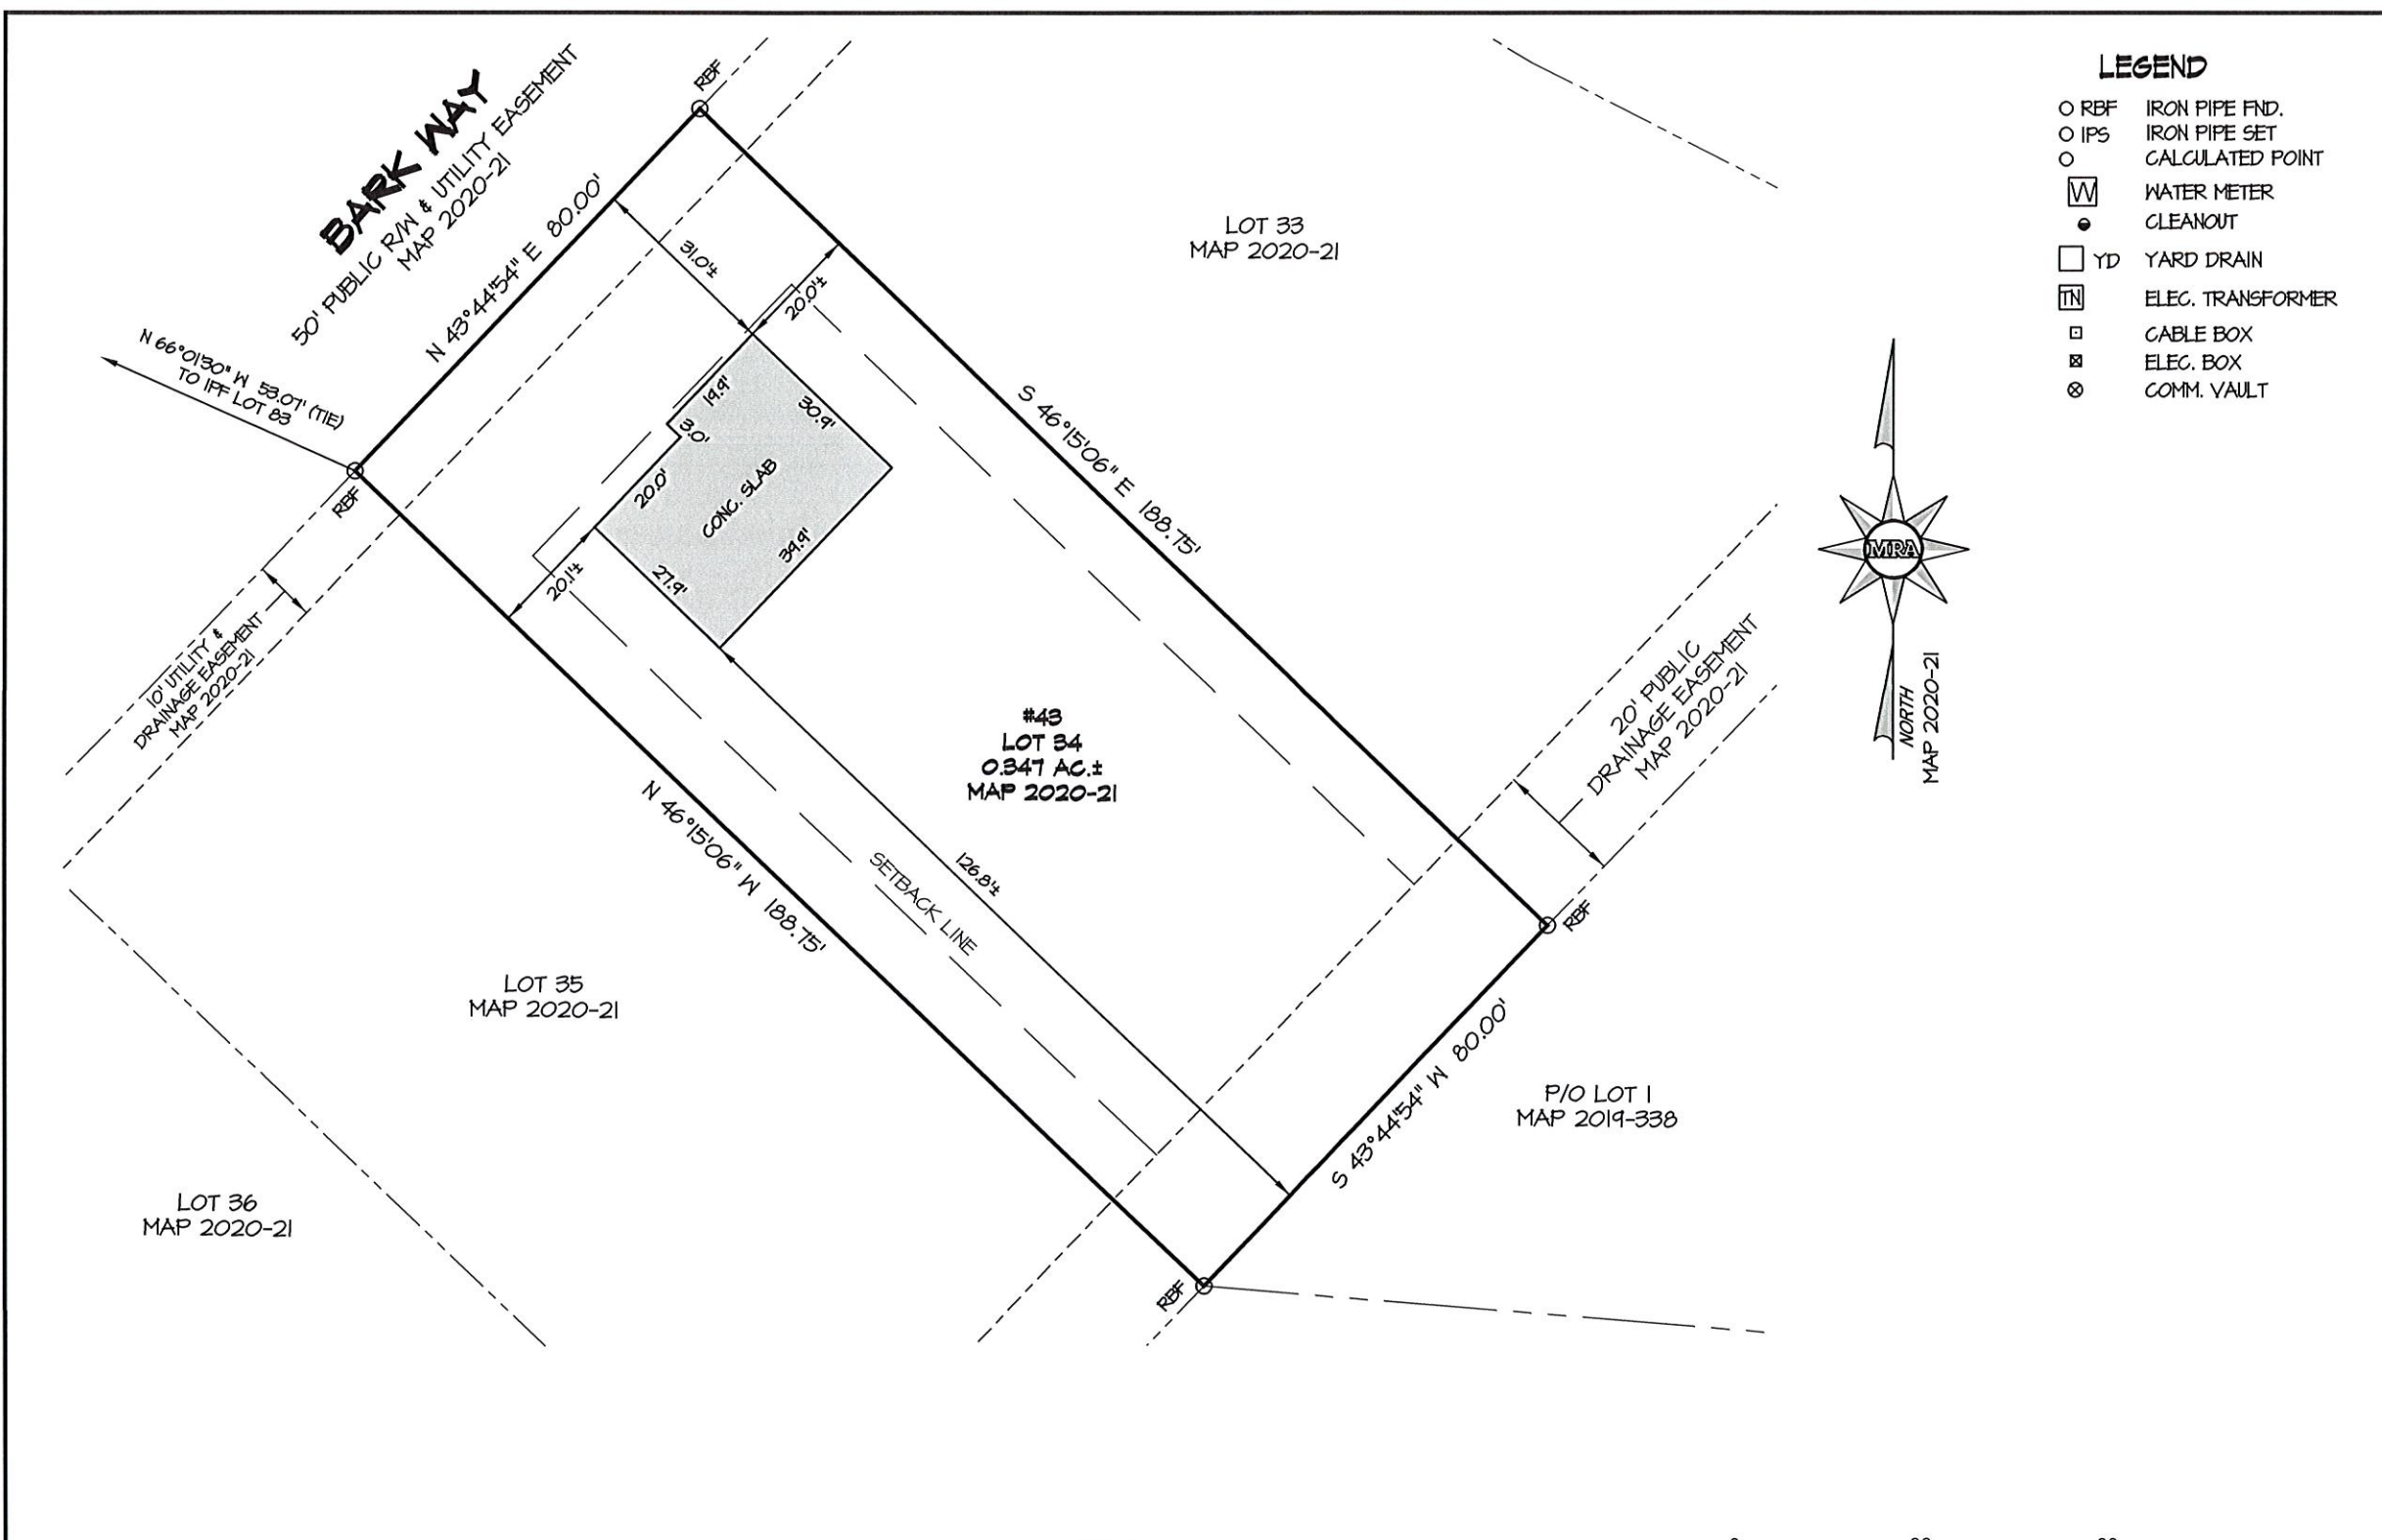 BARK WAY
50' PUBLIC R/W & UTILITY EASEMENT
MAP 2020-21
RBF
N 43°44'54" E 80.00'
N 66°01'30" W 53.07' (TIE)
TO IPF LOT 83
RBF
31.0'±
20.0'±
19.9'
3.0'
30.9'
20.0'
CONC. SLAB
39.9'
27.9'
20.1'±
10' UTILITY &
DRAINAGE EASEMENT
MAP 2020-21
LOT 33
MAP 2020-21
S 46°15'06" E 188.75'
#43
LOT 34
0.347 AC.±
MAP 2020-21
126.8'±
SETBACK LINE
N 46°15'06" W 188.75'
20' PUBLIC
DRAINAGE EASEMENT
MAP 2020-21
RBF
S 43°44'54" W 80.00'
RBF
LOT 35
MAP 2020-21
LOT 36
MAP 2020-21
P/O LOT 1
MAP 2019-338
LEGEND
RBF IRON PIPE FND.
IPS IRON PIPE SET
CALCULATED POINT
W WATER METER
CLEANOUT
YD YARD DRAIN
TN ELEC. TRANSFORMER
CABLE BOX
ELEC. BOX
COMM. VAULT
MRA
NORTH
MAP 2020-21